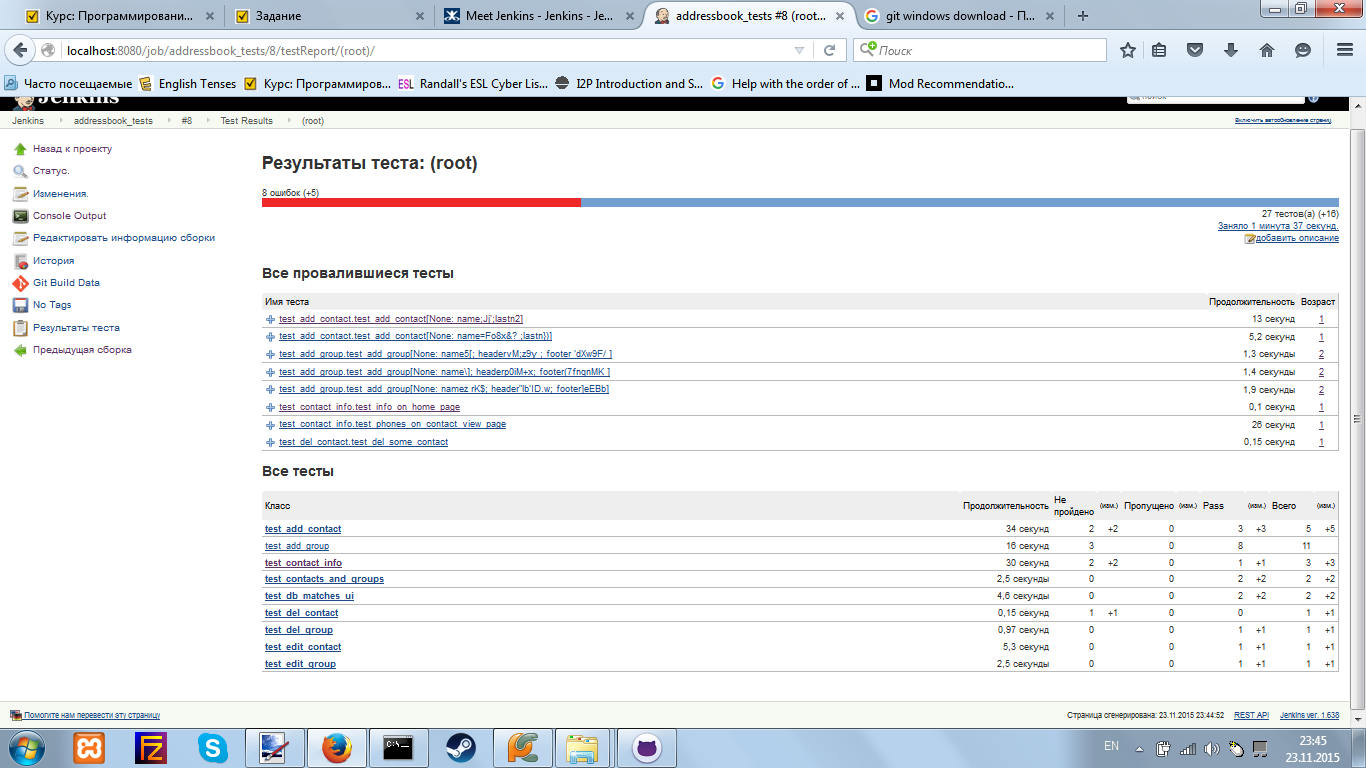 Курс: Программировани...
Задание
Meet Jenkins - Jenkins - Je...
addressbook_tests #8 (root...
git windows download - П...
localhost:8080/job/addressbook_tests/8/testReport/(root)/
Поиск
Часто посещаемые
English Tenses
Курс: Программиров...
ESL Randall's ESL Cyber Lis...
I2P Introduction and S...
Help with the order of ...
Mod Recommendatio...
Jenkins
Jenkins addressbook_tests #8 Test Results (root)
Включить автообновление страниц
Назад к проекту
Статус.
Изменения.
Console Output
Редактировать информацию сборки
История
Git Build Data
No Tags
Результаты теста
Предыдущая сборка
Результаты теста: (root)
8 ошибок (+5)
27 тестов(а) (+16)
Заняло 1 минута 37 секунд.
добавить описание
Все провалившиеся тесты
Имя теста Продолжительность Возраст
test_add_contact.test_add_contact[None: name;Jj';lastn2] 13 секунд 1
test_add_contact.test_add_contact[None: name=Fo8x&? ;lastn})] 5,2 секунд 1
test_add_group.test_add_group[None: name5[; headervM;z9y ; footer 'dXw9F/ ] 1,3 секунды 2
test_add_group.test_add_group[None: name\]; headerp0iM+x; footer(7fnqnMK ] 1,4 секунды 2
test_add_group.test_add_group[None: namez rK$; header"lb'ID.w; footer]eEBb] 1,9 секунд 2
test_contact_info.test_info_on_home_page 0,1 секунд 1
test_contact_info.test_phones_on_contact_view_page 26 секунд 1
test_del_contact.test_del_some_contact 0,15 секунд 1
Все тесты
Класс Продолжительность Не пройдено (изм.) Пропущено (изм.) Pass (изм.) Всего (изм.)
test_add_contact 34 секунд 2 +2 0 3 +3 5 +5
test_add_group 16 секунд 3 0 8 11
test_contact_info 30 секунд 2 +2 0 1 +1 3 +3
test_contacts_and_groups 2,5 секунды 0 0 2 +2 2 +2
test_db_matches_ui 4,6 секунды 0 0 2 +2 2 +2
test_del_contact 0,15 секунд 1 +1 0 0 1 +1
test_del_group 0,97 секунд 0 0 1 +1 1 +1
test_edit_contact 5,3 секунд 0 0 1 +1 1 +1
test_edit_group 2,5 секунды 0 0 1 +1 1 +1
Помогите нам перевести эту страницу
Страница сгенерирована: 23.11.2015 23:44:52 REST API Jenkins ver. 1.638
EN
23:45
23.11.2015